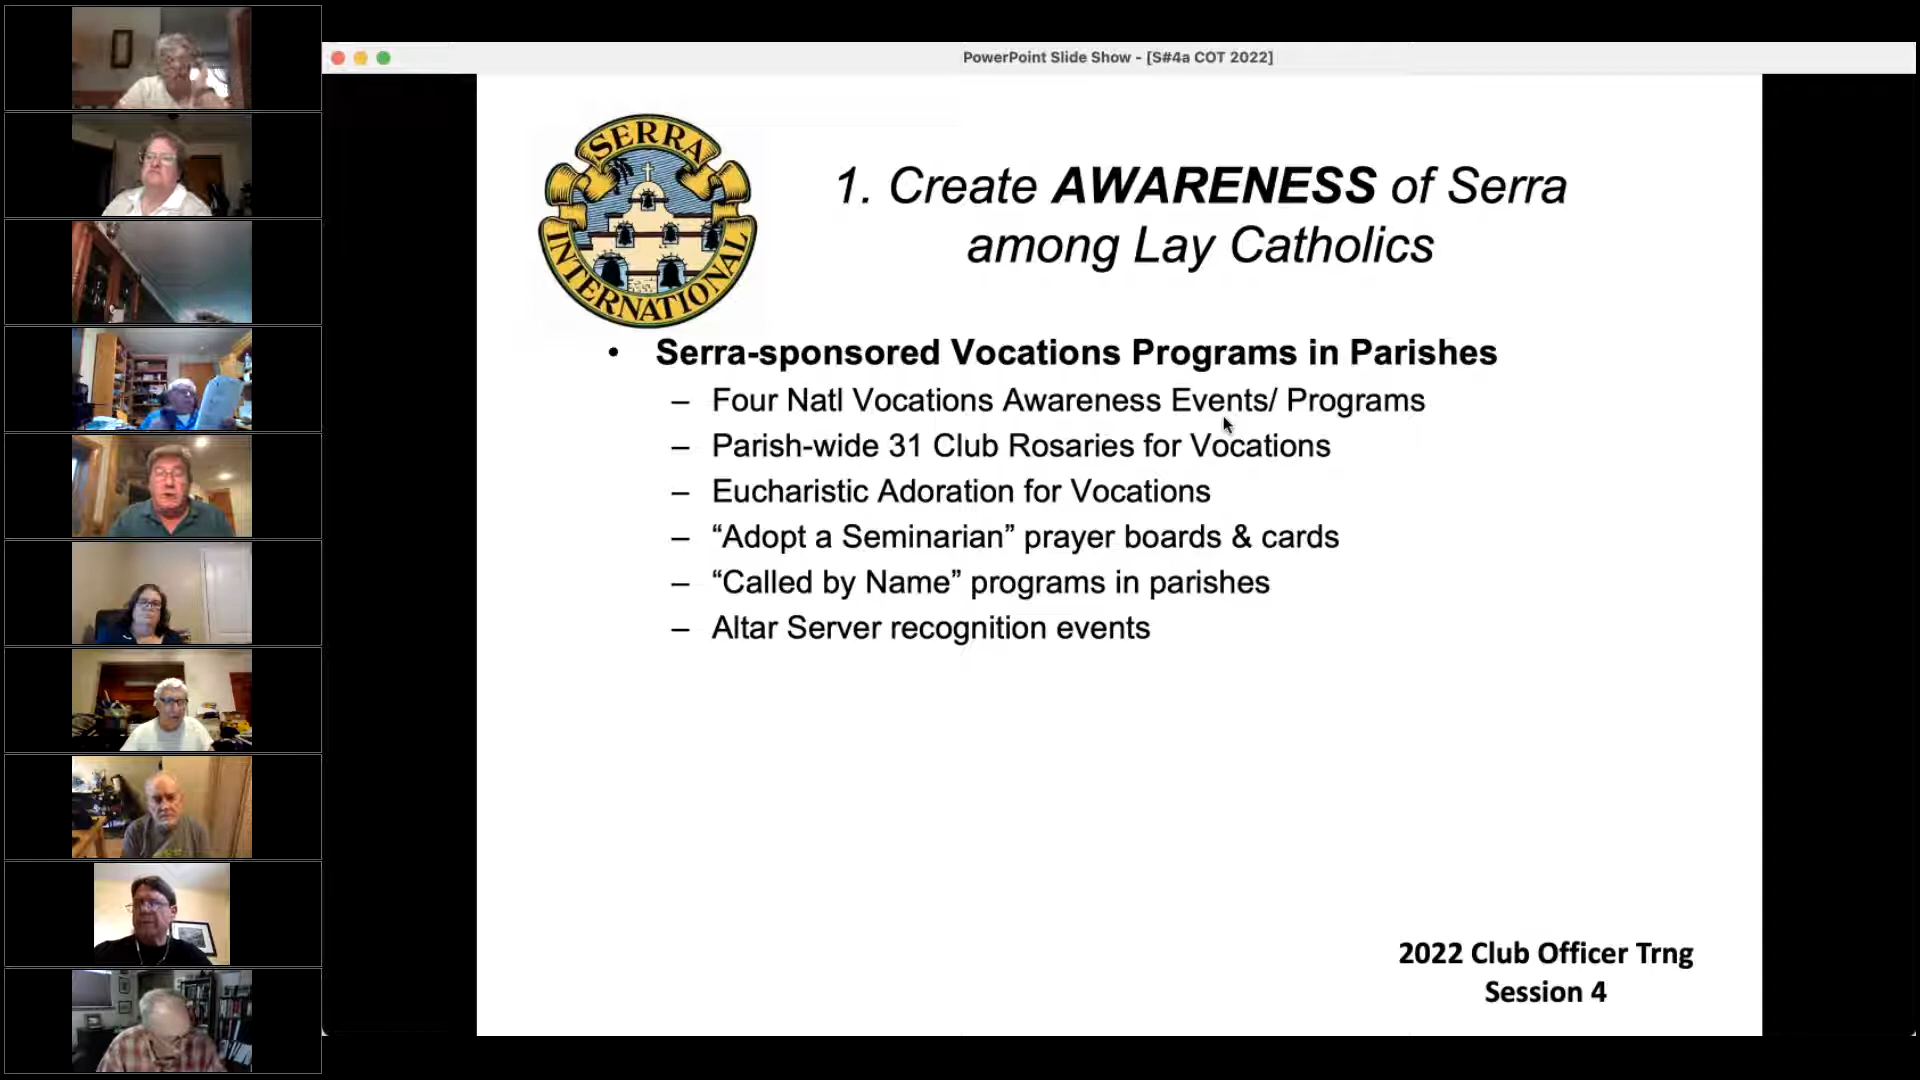 PowerPoint Slide Show - [S#4a COT 2022]
SERRA
INTERNATIONAL
1. Create AWARENESS of Serra
among Lay Catholics
• Serra-sponsored Vocations Programs in Parishes
– Four Natl Vocations Awareness Events/ Programs
– Parish-wide 31 Club Rosaries for Vocations
– Eucharistic Adoration for Vocations
– “Adopt a Seminarian” prayer boards & cards
– “Called by Name” programs in parishes
– Altar Server recognition events
2022 Club Officer Trng
Session 4